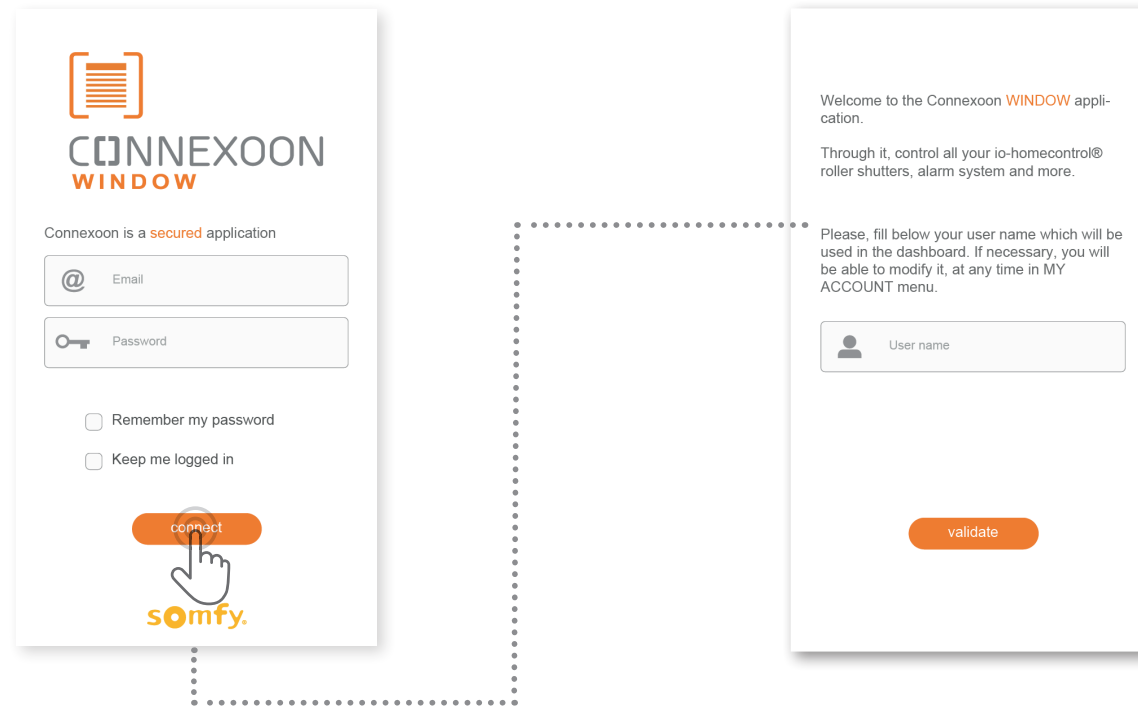 CONNEXOON
WINDOW
Connexoon is a secured application
@ Email
Password
Remember my password
Keep me logged in
connect
somfy.
Welcome to the Connexoon WINDOW appli-
cation.
Through it, control all your io-homecontrol®
roller shutters, alarm system and more.
Please, fill below your user name which will be
used in the dashboard. If necessary, you will
be able to modify it, at any time in MY
ACCOUNT menu.
User name
validate